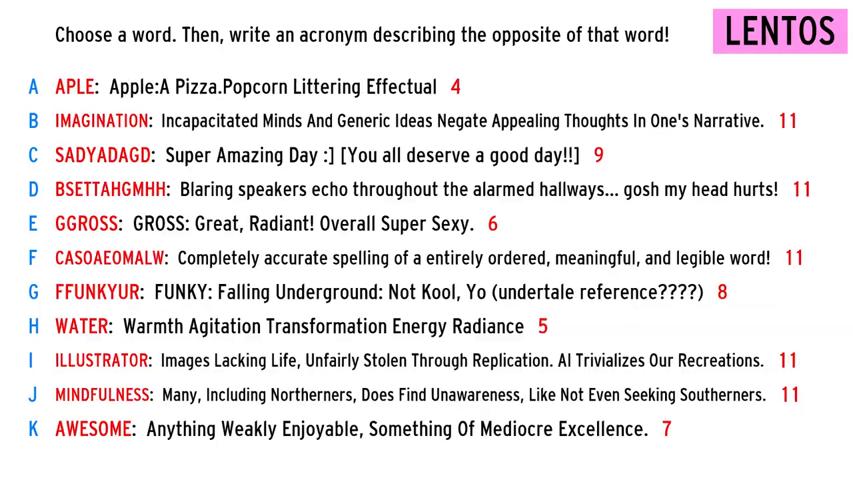 Choose a word. Then, write an acronym describing the opposite of that word!
LENTOS
A APLE: Apple:A Pizza.Popcorn Littering Effectual 4
B IMAGINATION: Incapacitated Minds And Generic Ideas Negate Appealing Thoughts In One's Narrative. 11
C SADYADAGD: Super Amazing Day :] [You all deserve a good day!!] 9
D BSETTAHGMHH: Blaring speakers echo throughout the alarmed hallways... gosh my head hurts! 11
E GGROSS: GROSS: Great, Radiant! Overall Super Sexy. 6
F CASOAEOMALW: Completely accurate spelling of a entirely ordered, meaningful, and legible word! 11
G FFUNKYUR: FUNKY: Falling Underground: Not Kool, Yo (undertale reference????) 8
H WATER: Warmth Agitation Transformation Energy Radiance 5
I ILLUSTRATOR: Images Lacking Life, Unfairly Stolen Through Replication. AI Trivializes Our Recreations. 11
J MINDFULNESS: Many, Including Northerners, Does Find Unawareness, Like Not Even Seeking Southerners. 11
K AWESOME: Anything Weakly Enjoyable, Something Of Mediocre Excellence. 7